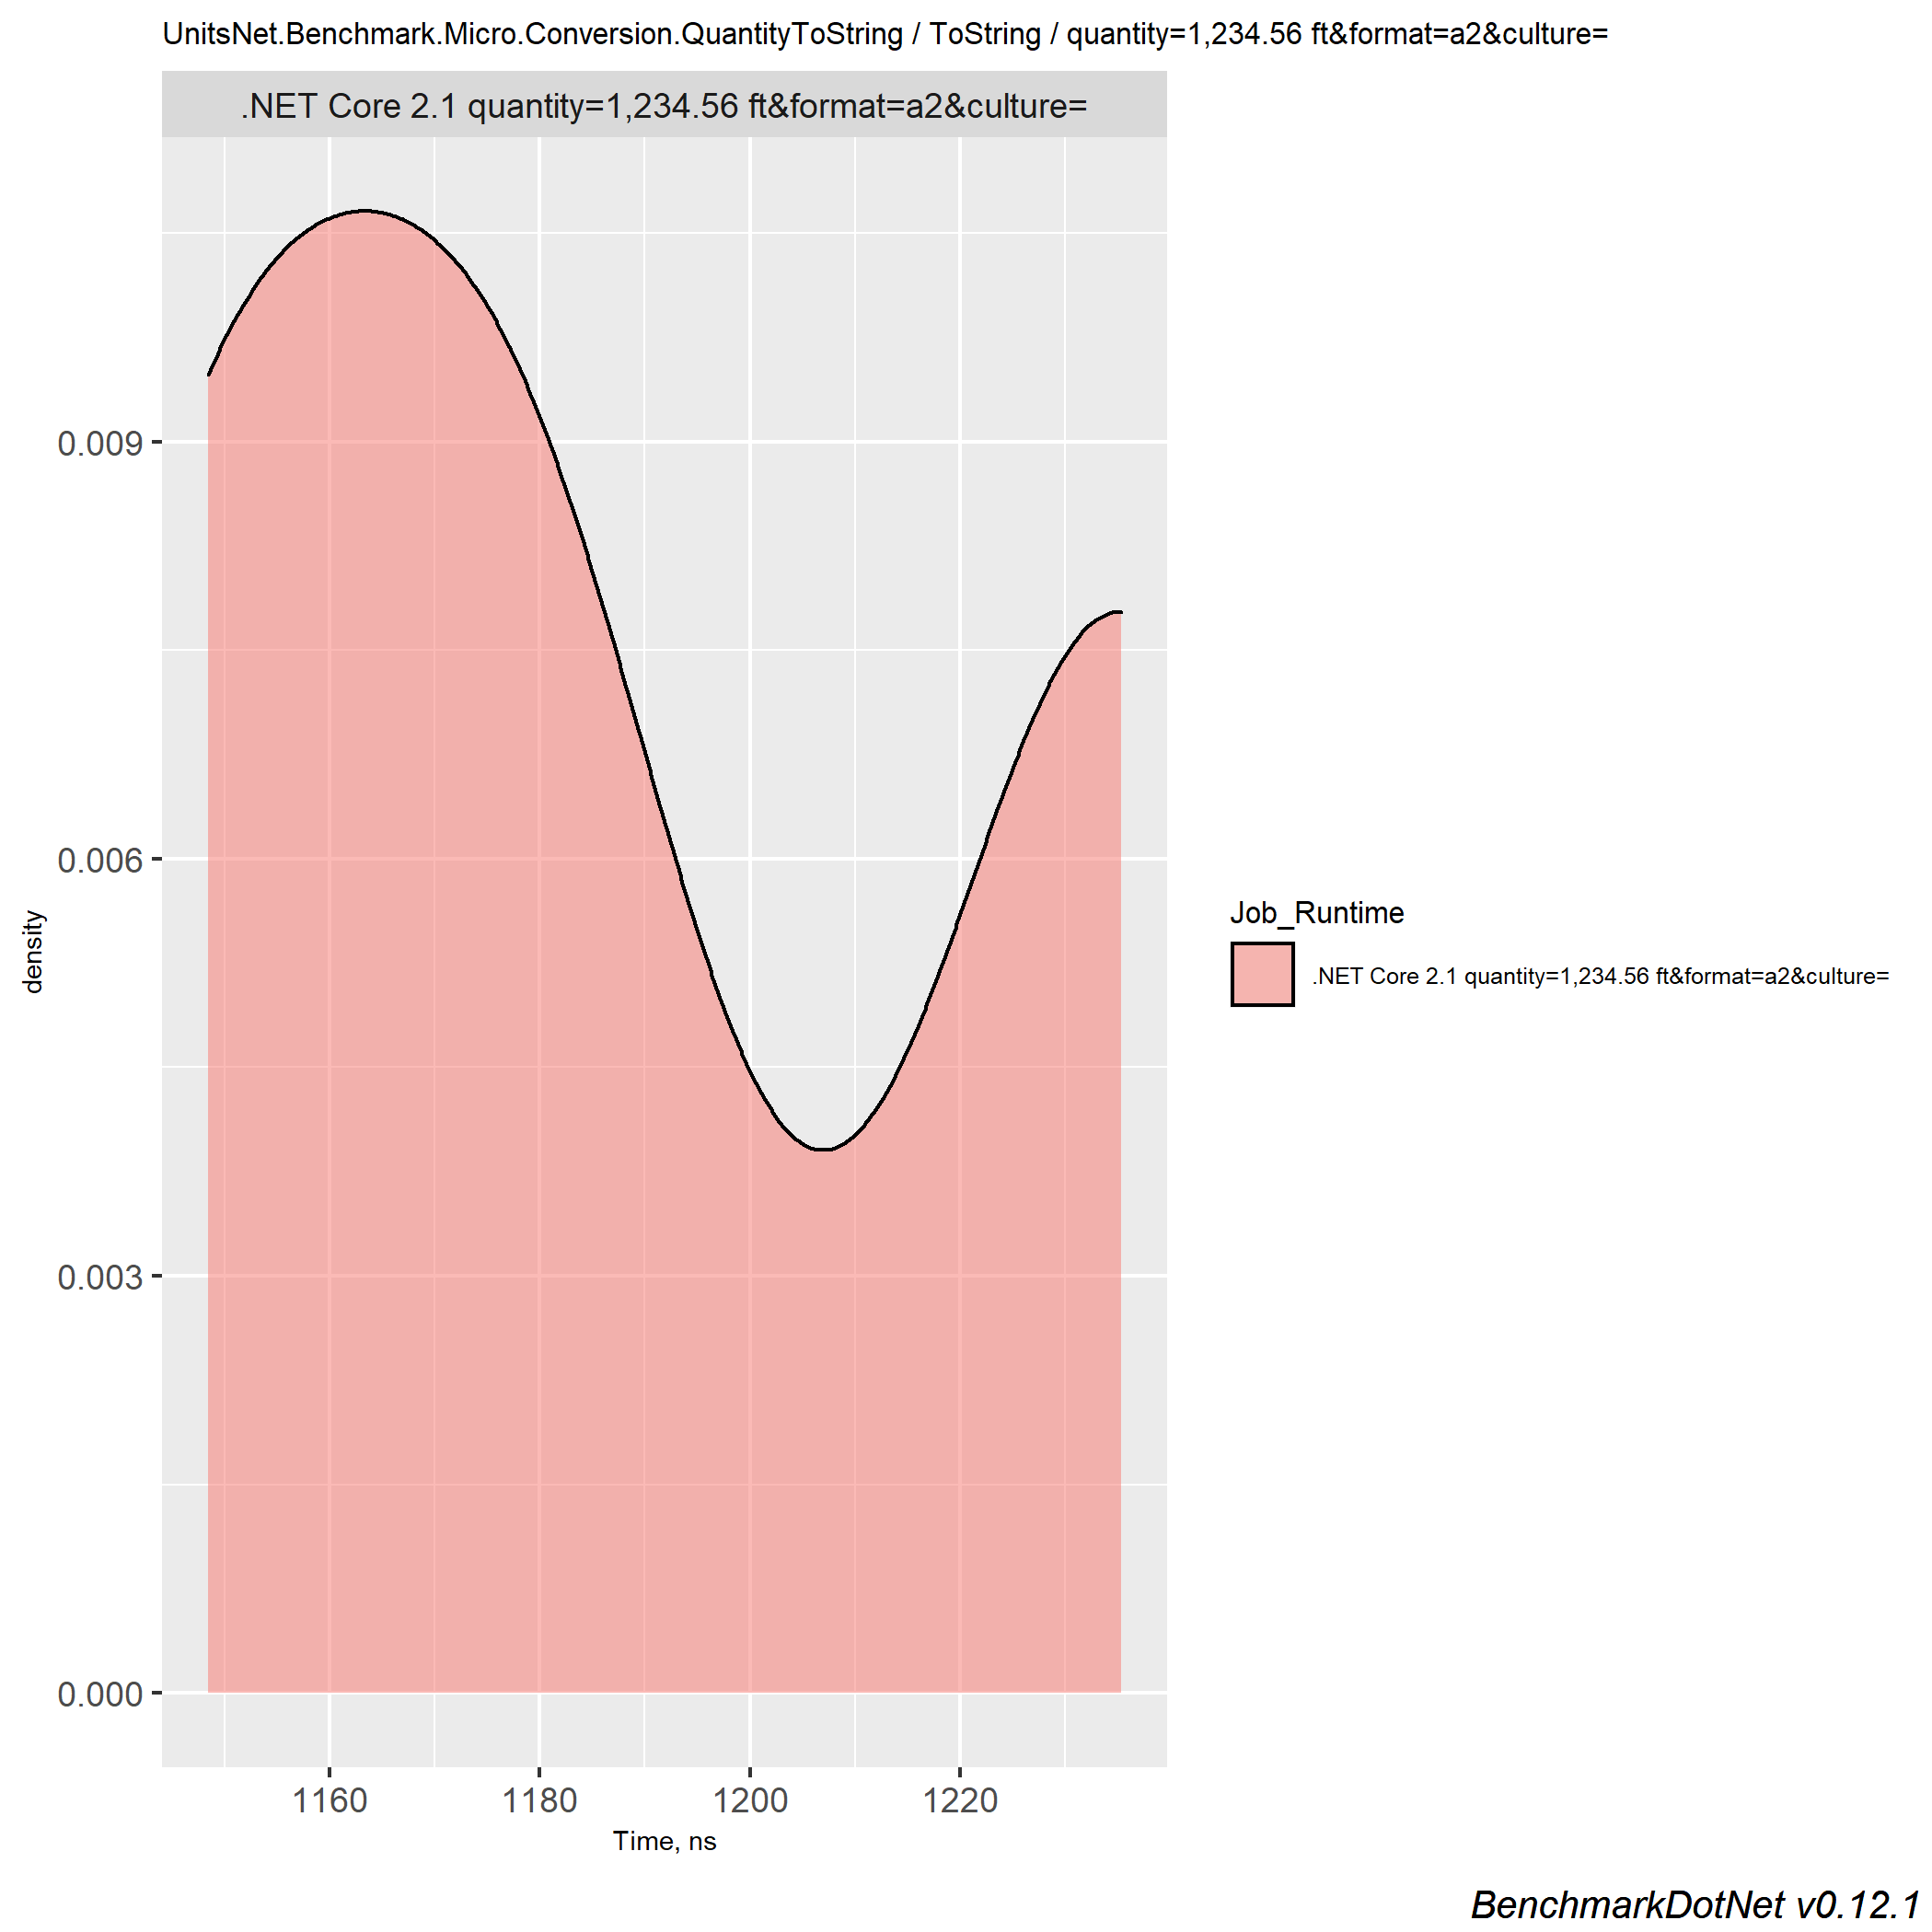 UnitsNet.Benchmark.Micro.Conversion.QuantityToString / ToString / quantity=1,234.56 ft&format=a2&culture=
.NET Core 2.1 quantity=1,234.56 ft&format=a2&culture=
0.009
0.006
0.003
0.000
density
1160 1180 1200 1220
Time, ns
Job_Runtime
.NET Core 2.1 quantity=1,234.56 ft&format=a2&culture=
BenchmarkDotNet v0.12.1